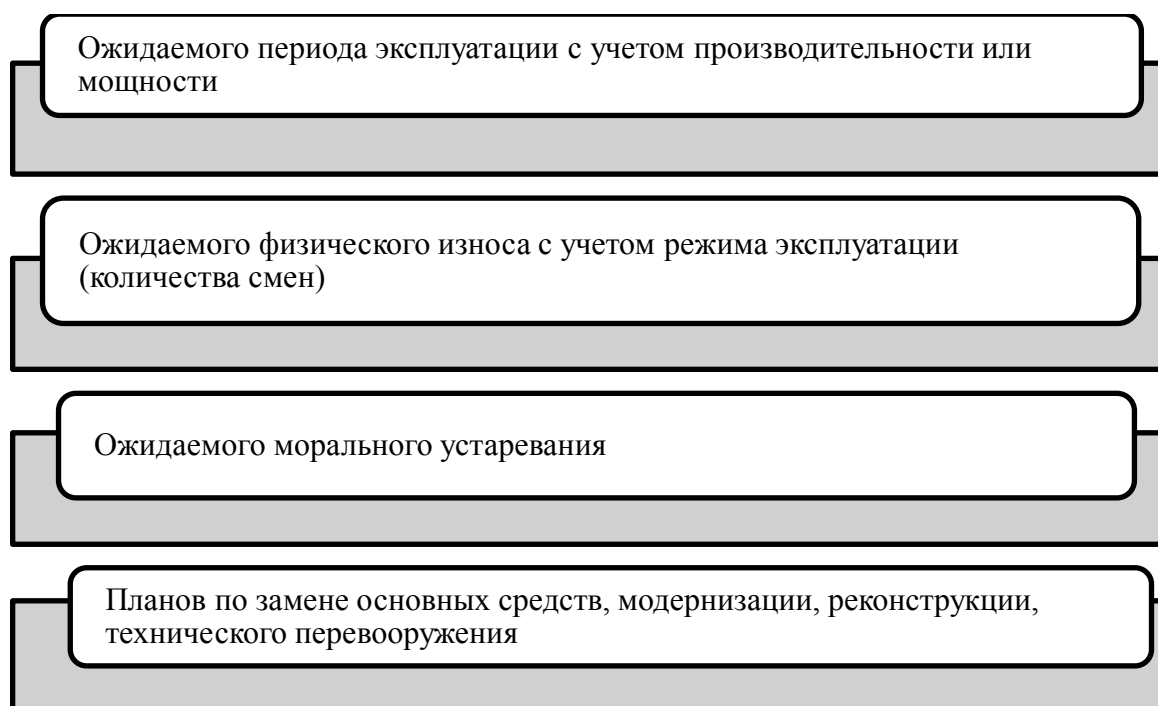 Ожидаемого периода эксплуатации с учетом производительности или
мощности
Ожидаемого физического износа с учетом режима эксплуатации
(количества смен)
Ожидаемого морального устаревания
Планов по замене основных средств, модернизации, реконструкции,
технического перевооружения